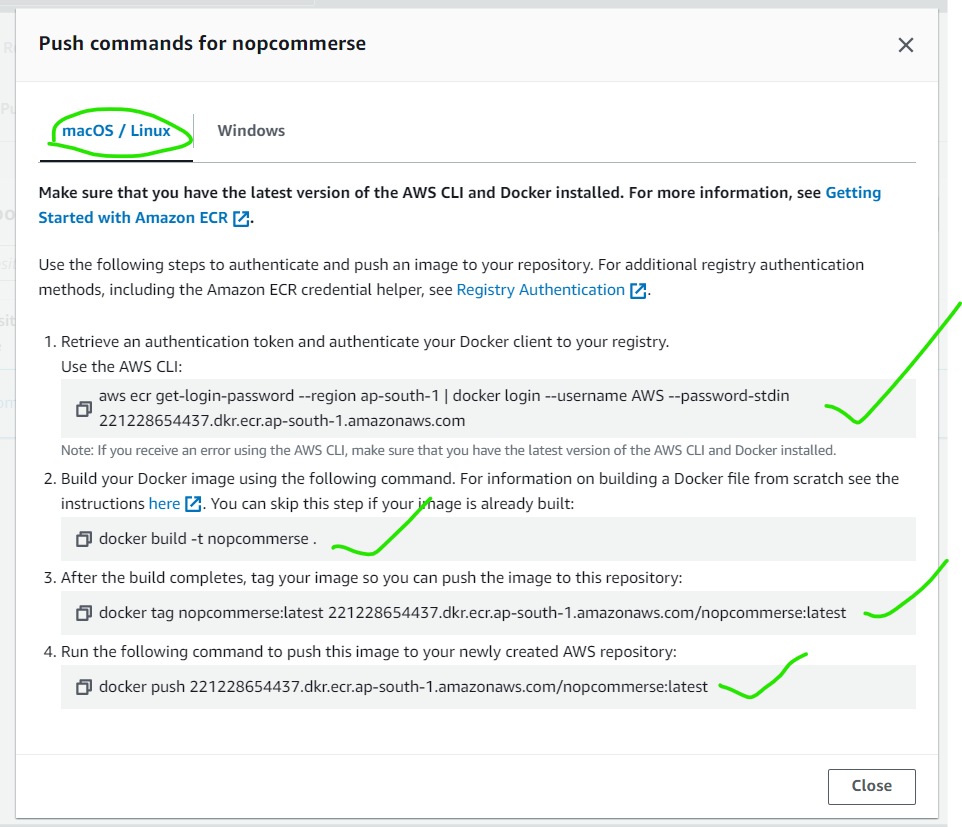 Push commands for nopcommerse
macOS / Linux
Windows
Make sure that you have the latest version of the AWS CLI and Docker installed. For more information, see Getting
Started with Amazon ECR.
Use the following steps to authenticate and push an image to your repository. For additional registry authentication
methods, including the Amazon ECR credential helper, see Registry Authentication.
1. Retrieve an authentication token and authenticate your Docker client to your registry.
Use the AWS CLI:
aws ecr get-login-password --region ap-south-1 | docker login --username AWS --password-stdin
221228654437.dkr.ecr.ap-south-1.amazonaws.com
Note: If you receive an error using the AWS CLI, make sure that you have the latest version of the AWS CLI and Docker installed.
2. Build your Docker image using the following command. For information on building a Docker file from scratch see the
instructions here. You can skip this step if your image is already built:
docker build -t nopcommerse .
3. After the build completes, tag your image so you can push the image to this repository:
docker tag nopcommerse:latest 221228654437.dkr.ecr.ap-south-1.amazonaws.com/nopcommerse:latest
4. Run the following command to push this image to your newly created AWS repository:
docker push 221228654437.dkr.ecr.ap-south-1.amazonaws.com/nopcommerse:latest
Close